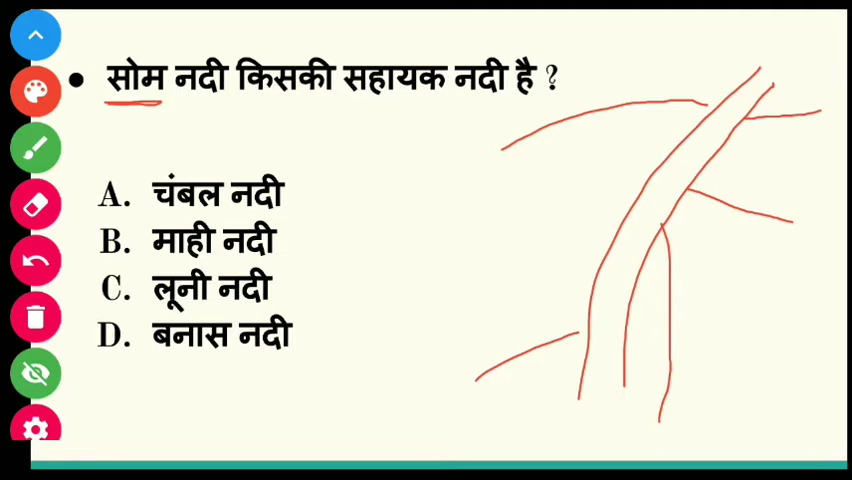 • सोम नदी किसकी सहायक नदी है ?
A. चंबल नदी
B. माही नदी
C. लूनी नदी
D. बनास नदी